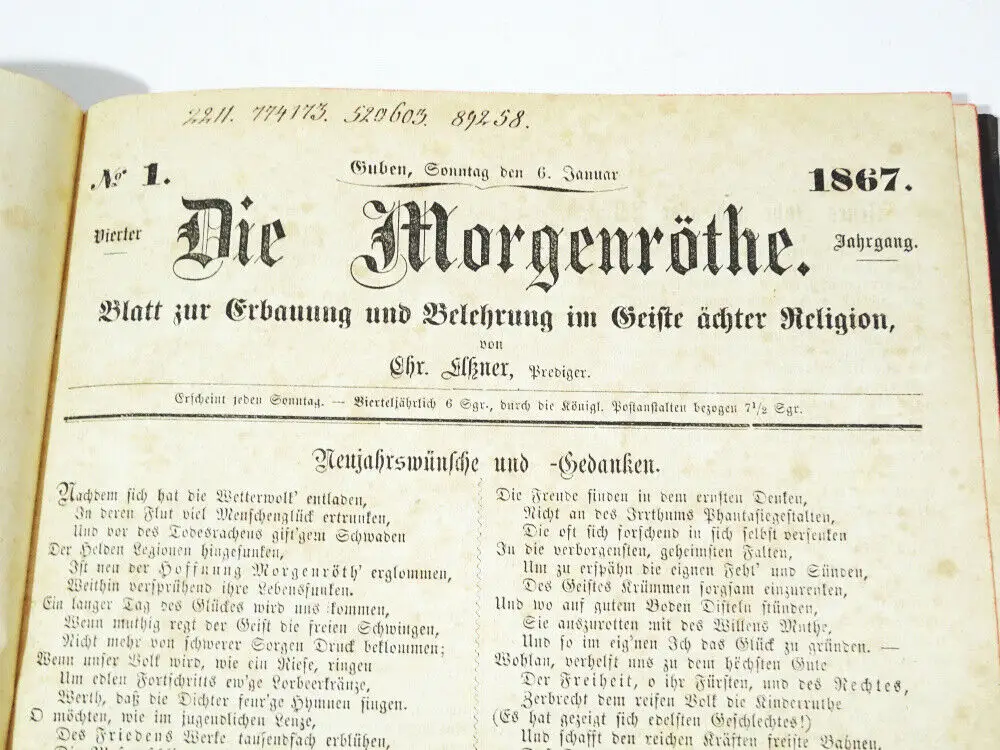 2211. 774173. 520603. 89258.
No 1.
Guben, Sonntag den 6. Januar
1867.
Vierter
Die Morgenröthe.
Jahrgang.
Blatt zur Erbauung und Belehrung im Geiste ächter Religion,
von
Chr. Elßner, Prediger.
Erscheint jeden Sonntag. — Vierteljährlich 6 Sgr., durch die Königl. Postanstalten bezogen 7 1/2 Sgr.
Neujahrswünsche und -Gedanken.
Nachdem sich hat die Wetterwolk' entladen,
In deren Flut viel Menschenglück ertrunken,
Und vor des Todesrachens gift'gem Schwaden
Der Helden Legionen hingesunken,
Ist neu der Hoffnung Morgenröth' erglommen,
Weithin versprühend ihre Lebensfunken.
Ein langer Tag des Glückes wird uns kommen,
Wenn muthig regt der Geist die freien Schwingen,
Nicht mehr von schwerer Sorgen Druck beklommen;
Wenn unser Volk wird, wie ein Riese, ringen
Um edlen Fortschritts ew'ge Lorbeerkränze,
Werth, daß die Dichter feur'ge Hymnen singen.
O möchten, wie im jugendlichen Lenze,
Des Friedens Werke tausendfach erblühen,
Die Freude finden in dem ernsten Denken,
Nicht an des Irrthums Phantasiegestalten,
Die oft sich forschend in sich selbst versenken
In die verborgensten, geheimsten Falten,
Um zu erspähn die eignen Fehl' und Sünden,
Des Geistes Krümmen sorgsam einzurenken,
Und wo auf gutem Boden Disteln stünden,
Sie auszurotten mit des Willens Muthe,
Und so im eig'nen Ich das Glück zu gründen. —
Wohlan, verhelft uns zu dem höchsten Gute
Der Freiheit, o ihr Fürsten, und des Rechtes,
Zerbrecht dem reifen Volk die Kinderruthe
(Es hat gezeigt sich edelsten Geschlechtes!)
Und schafft den reichen Kräften freiste Bahnen,